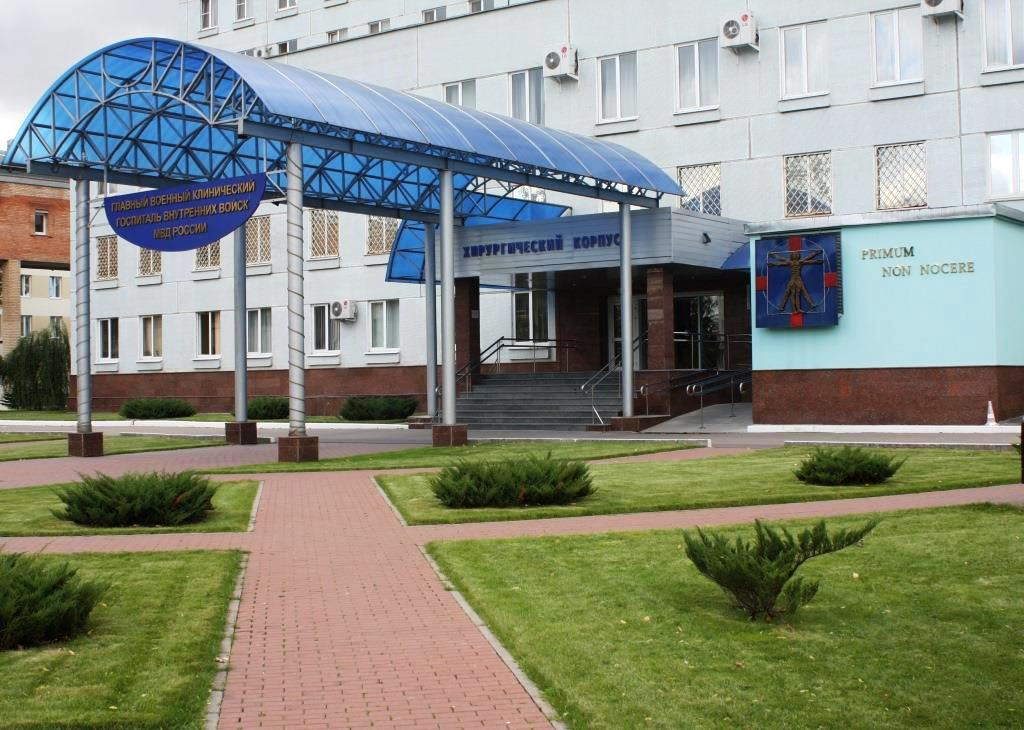 ГЛАВНЫЙ ВОЕННЫЙ КЛИНИЧЕСКИЙ
ГОСПИТАЛЬ ВНУТРЕННИХ ВОЙСК
МВД РОССИИ
ХИРУРГИЧЕСКИЙ КОРПУС
PRIMUM
NON NOCERE